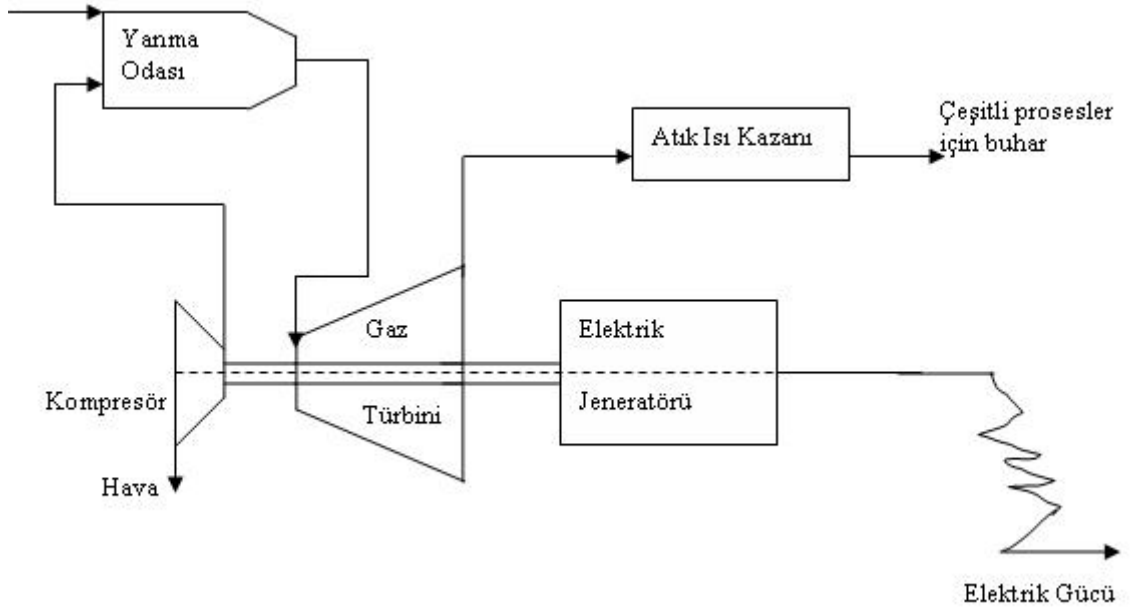 Yanma
Odası
Çeşitli prosesler
için buhar
Atık Isı Kazanı
Gaz
Türbini
Elektrik
Jeneratörü
Kompresör
Hava
Elektrik Gücü